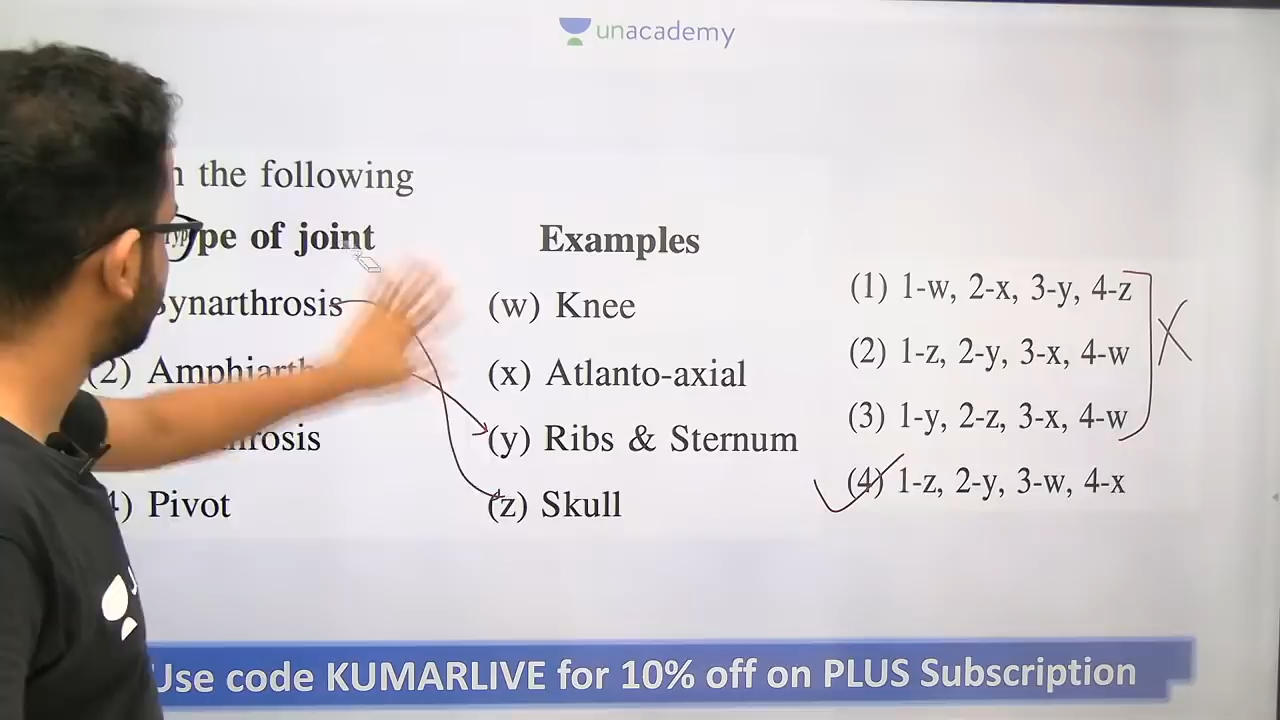 unacademy
the following
pe of joint Examples
Synarthrosis (w) Knee (1) 1-w, 2-x, 3-y, 4-z
(2) Amphiarth (x) Atlanto-axial (2) 1-z, 2-y, 3-x, 4-w
rosis (y) Ribs & Sternum (3) 1-y, 2-z, 3-x, 4-w
4) Pivot (z) Skull (4) 1-z, 2-y, 3-w, 4-x
Use code KUMARLIVE for 10% off on PLUS Subscription